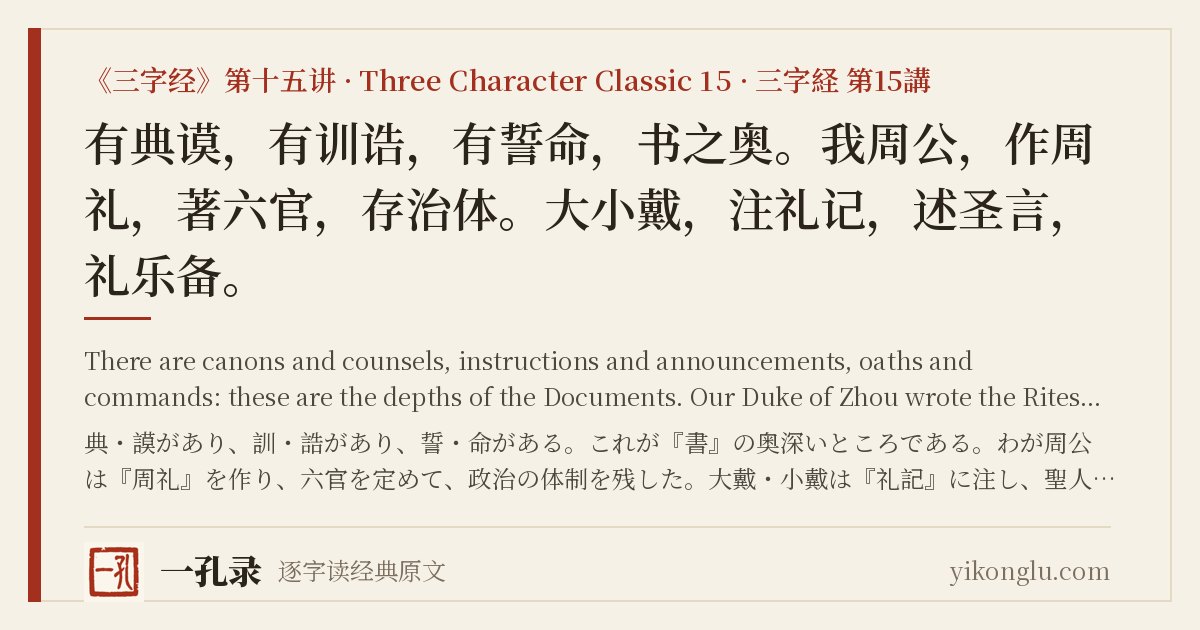 《三字经》第十五讲 · Three Character Classic 15 · 三字経 第15講
有典谟，有训诰，有誓命，书之奥。我周公，作周
礼，著六官，存治体。大小戴，注礼记，述圣言，
礼乐备。
There are canons and counsels, instructions and announcements, oaths and
commands: these are the depths of the Documents. Our Duke of Zhou wrote the Rites...
典・謨があり、訓・誥があり、誓・命がある。これが『書』の奥深いところである。わが周公
は『周礼』を作り、六官を定めて、政治の体制を残した。大戴・小戴は『礼記』に注し、聖人…
一孔
一孔录 逐字读经典原文
yikonglu.com